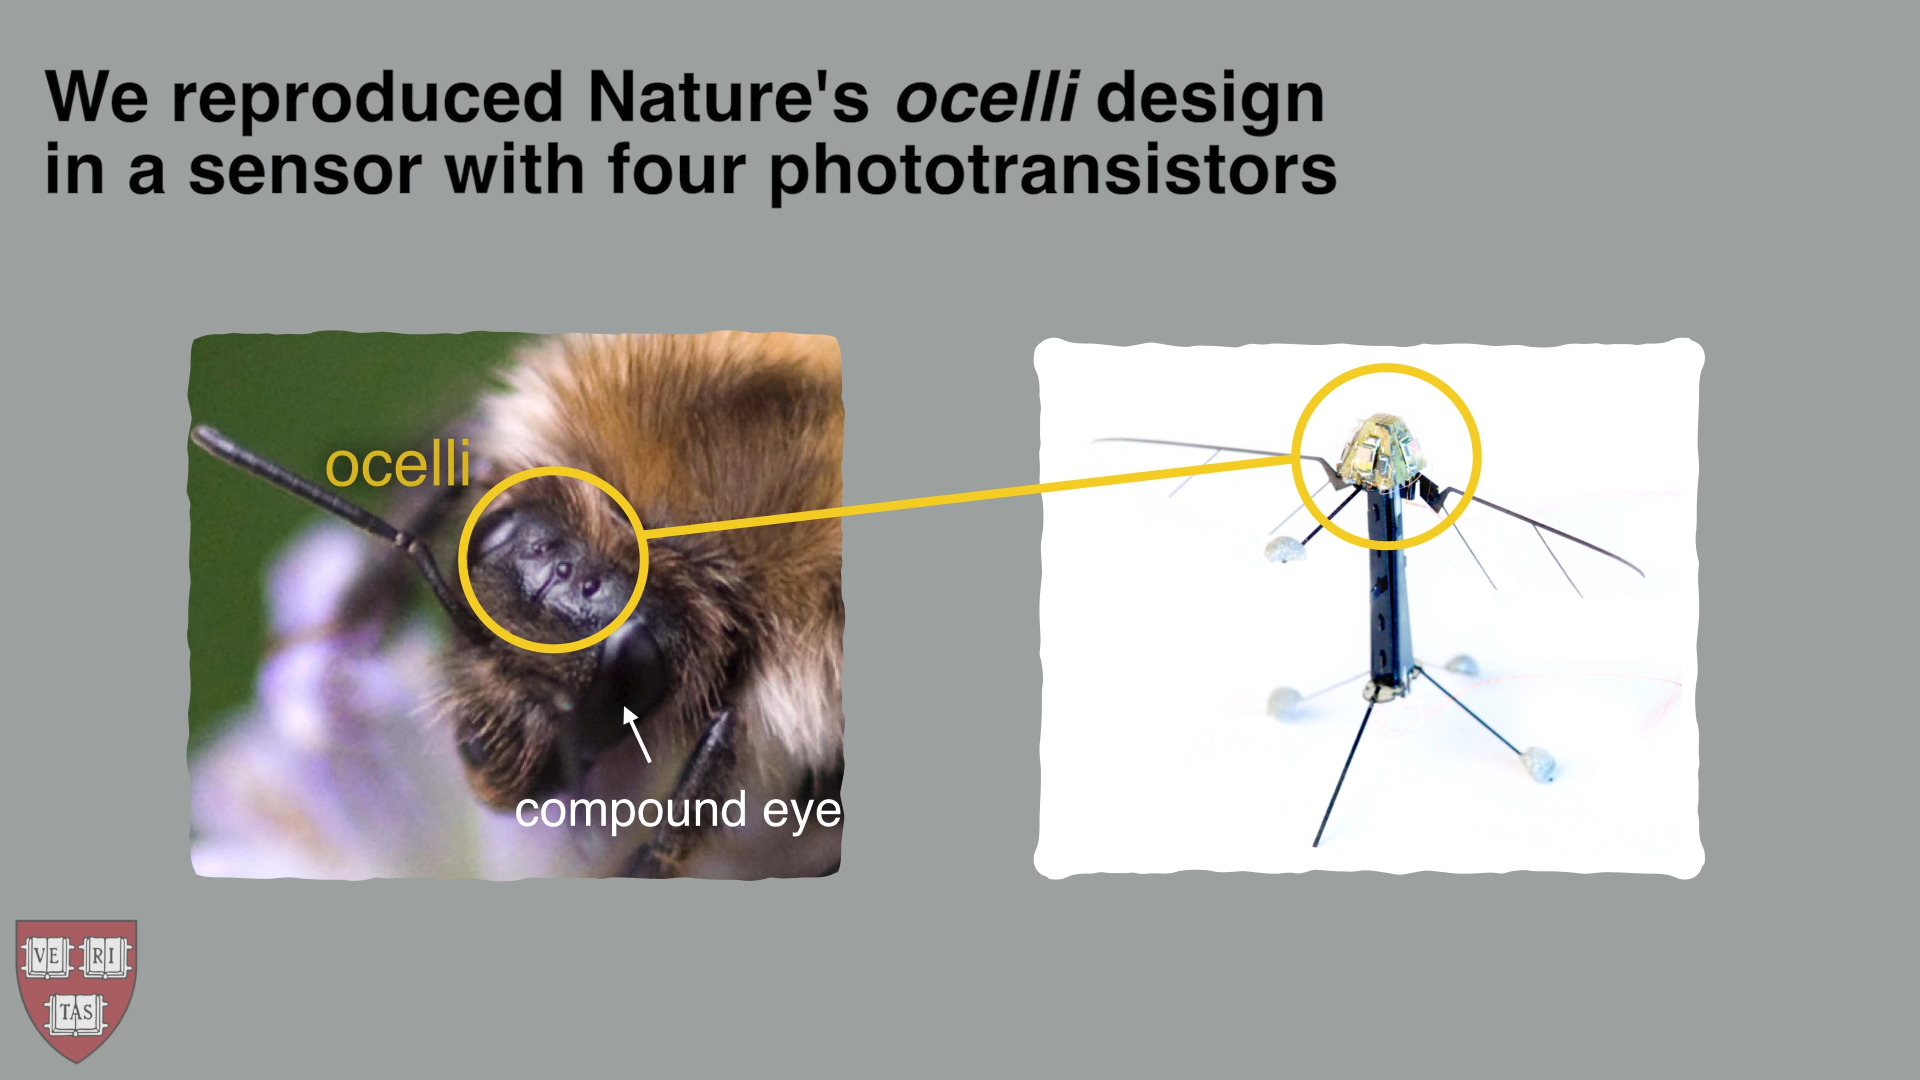 We reproduced Nature's ocelli design
in a sensor with four phototransistors
ocelli
compound eye
VE RI
TAS